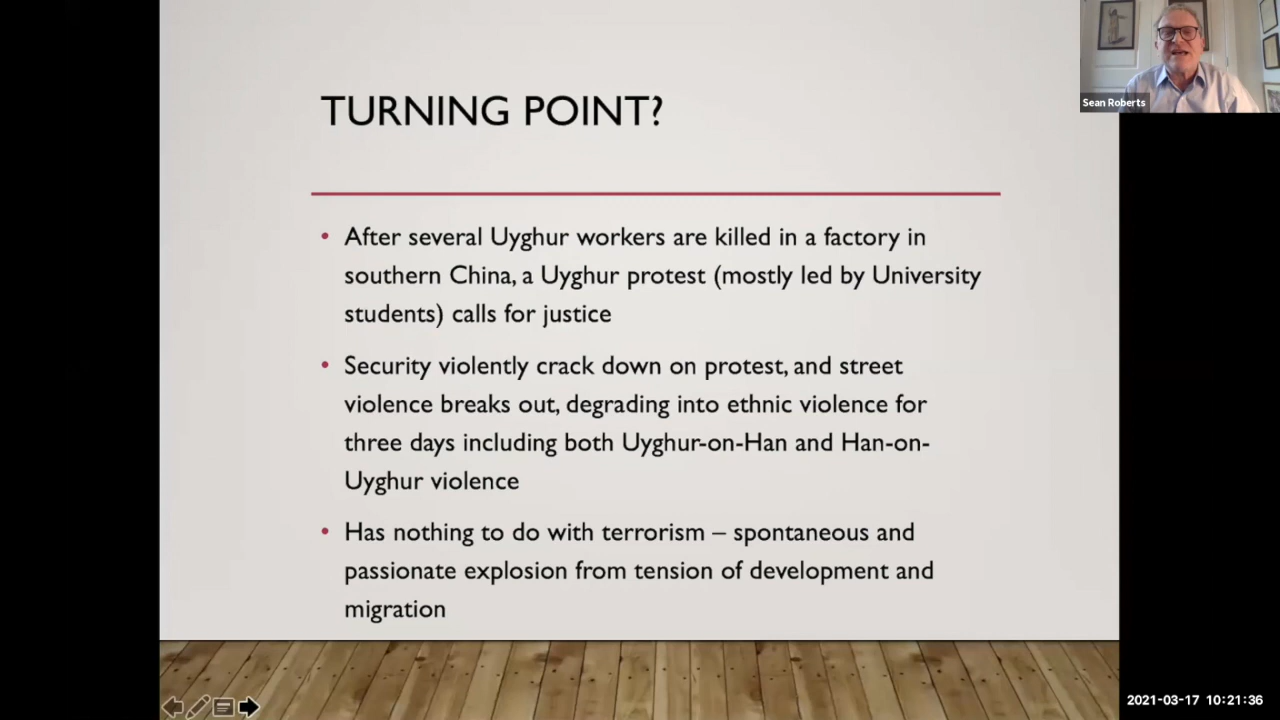 Sean Roberts
TURNING POINT?
• After several Uyghur workers are killed in a factory in
southern China, a Uyghur protest (mostly led by University
students) calls for justice
• Security violently crack down on protest, and street
violence breaks out, degrading into ethnic violence for
three days including both Uyghur-on-Han and Han-on-
Uyghur violence
• Has nothing to do with terrorism – spontaneous and
passionate explosion from tension of development and
migration
2021-03-17 10:21:36